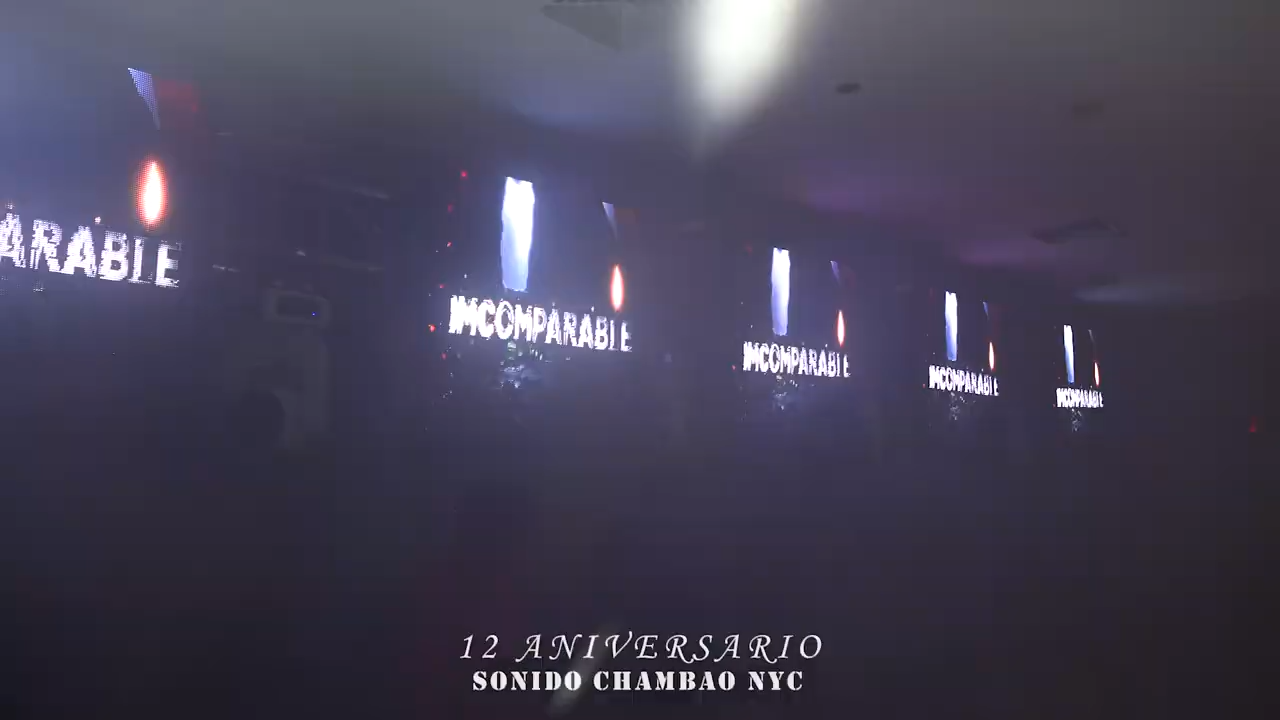 ARABLE
IMCOMPARABLE
IMCOMPARABLE
IMCOMPARABLE
IMCOMPARABLE
12 ANIVERSARIO
SONIDO CHAMBAO NYC